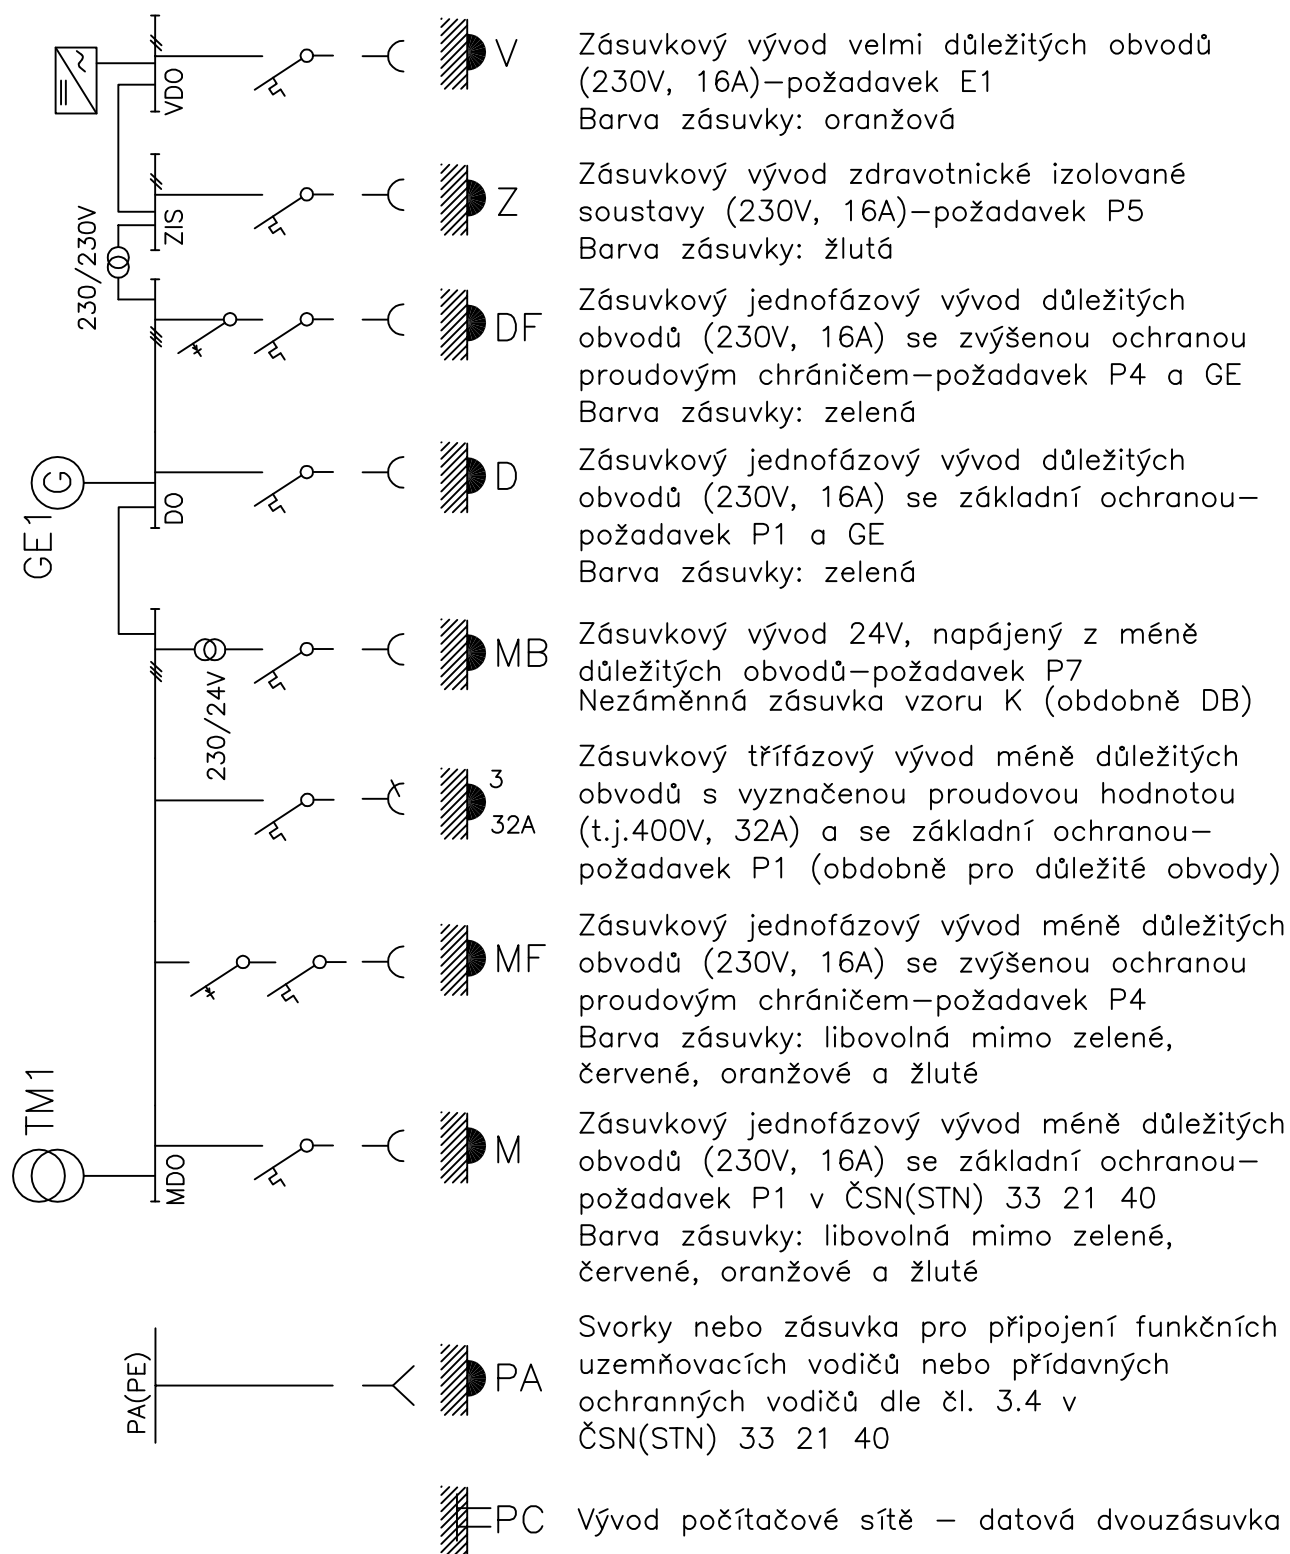 VDO
V
Zásuvkový vývod velmi důležitých obvodů
(230V, 16A)–požadavek E1
Barva zásuvky: oranžová
ZIS
Z
Zásuvkový vývod zdravotnické izolované
soustavy (230V, 16A)–požadavek P5
Barva zásuvky: žlutá
230/230V
DF
Zásuvkový jednofázový vývod důležitých
obvodů (230V, 16A) se zvýšenou ochranou
proudovým chráničem–požadavek P4 a GE
Barva zásuvky: zelená
G
GE1
DO
D
Zásuvkový jednofázový vývod důležitých
obvodů (230V, 16A) se základní ochranou–
požadavek P1 a GE
Barva zásuvky: zelená
230/24V
MB
Zásuvkový vývod 24V, napájený z méně
důležitých obvodů–požadavek P7
Nezáměnná zásuvka vzoru K (obdobně DB)
3
32A
Zásuvkový třífázový vývod méně důležitých
obvodů s vyznačenou proudovou hodnotou
(t.j.400V, 32A) a se základní ochranou–
požadavek P1 (obdobně pro důležité obvody)
MF
Zásuvkový jednofázový vývod méně důležitých
obvodů (230V, 16A) se zvýšenou ochranou
proudovým chráničem–požadavek P4
Barva zásuvky: libovolná mimo zelené,
červené, oranžové a žluté
TM1
MDO
M
Zásuvkový jednofázový vývod méně důležitých
obvodů (230V, 16A) se základní ochranou–
požadavek P1 v ČSN(STN) 33 21 40
Barva zásuvky: libovolná mimo zelené,
červené, oranžové a žluté
PA(PE)
PA
Svorky nebo zásuvka pro připojení funkčních
uzemňovacích vodičů nebo přídavných
ochranných vodičů dle čl. 3.4 v
ČSN(STN) 33 21 40
PC
Vývod počítačové sítě – datová dvouzásuvka